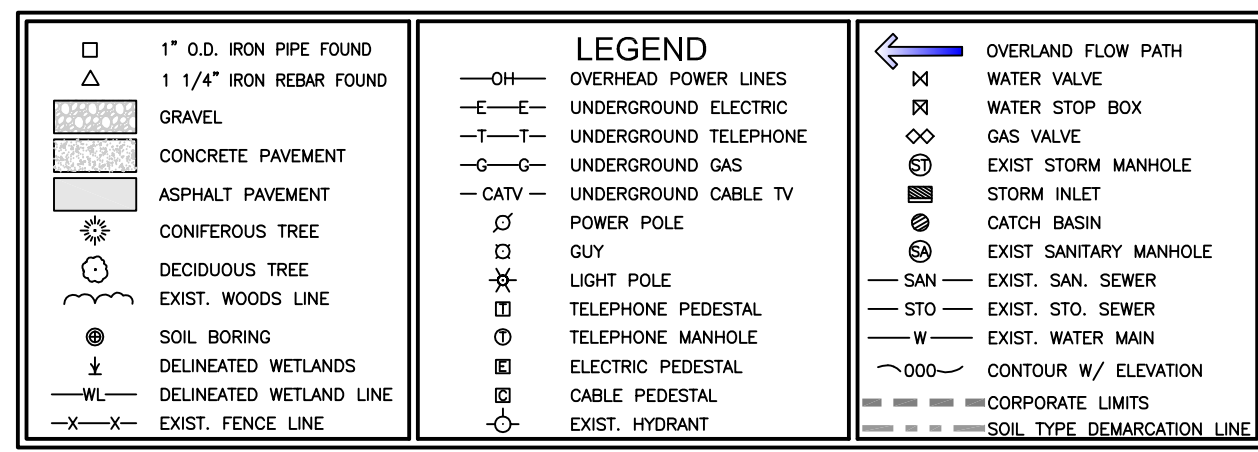 1" O.D. IRON PIPE FOUND
1 1/4" IRON REBAR FOUND
GRAVEL
CONCRETE PAVEMENT
ASPHALT PAVEMENT
CONIFEROUS TREE
DECIDUOUS TREE
EXIST. WOODS LINE
SOIL BORING
DELINEATED WETLANDS
WL DELINEATED WETLAND LINE
X X EXIST. FENCE LINE
LEGEND
OH OVERHEAD POWER LINES
E E UNDERGROUND ELECTRIC
T T UNDERGROUND TELEPHONE
G G UNDERGROUND GAS
CATV UNDERGROUND CABLE TV
POWER POLE
GUY
LIGHT POLE
T TELEPHONE PEDESTAL
T TELEPHONE MANHOLE
E ELECTRIC PEDESTAL
C CABLE PEDESTAL
EXIST. HYDRANT
OVERLAND FLOW PATH
WATER VALVE
WATER STOP BOX
GAS VALVE
ST EXIST STORM MANHOLE
STORM INLET
CATCH BASIN
SA EXIST SANITARY MANHOLE
SAN EXIST. SAN. SEWER
STO EXIST. STO. SEWER
W EXIST. WATER MAIN
000 CONTOUR W/ ELEVATION
CORPORATE LIMITS
SOIL TYPE DEMARCATION LINE